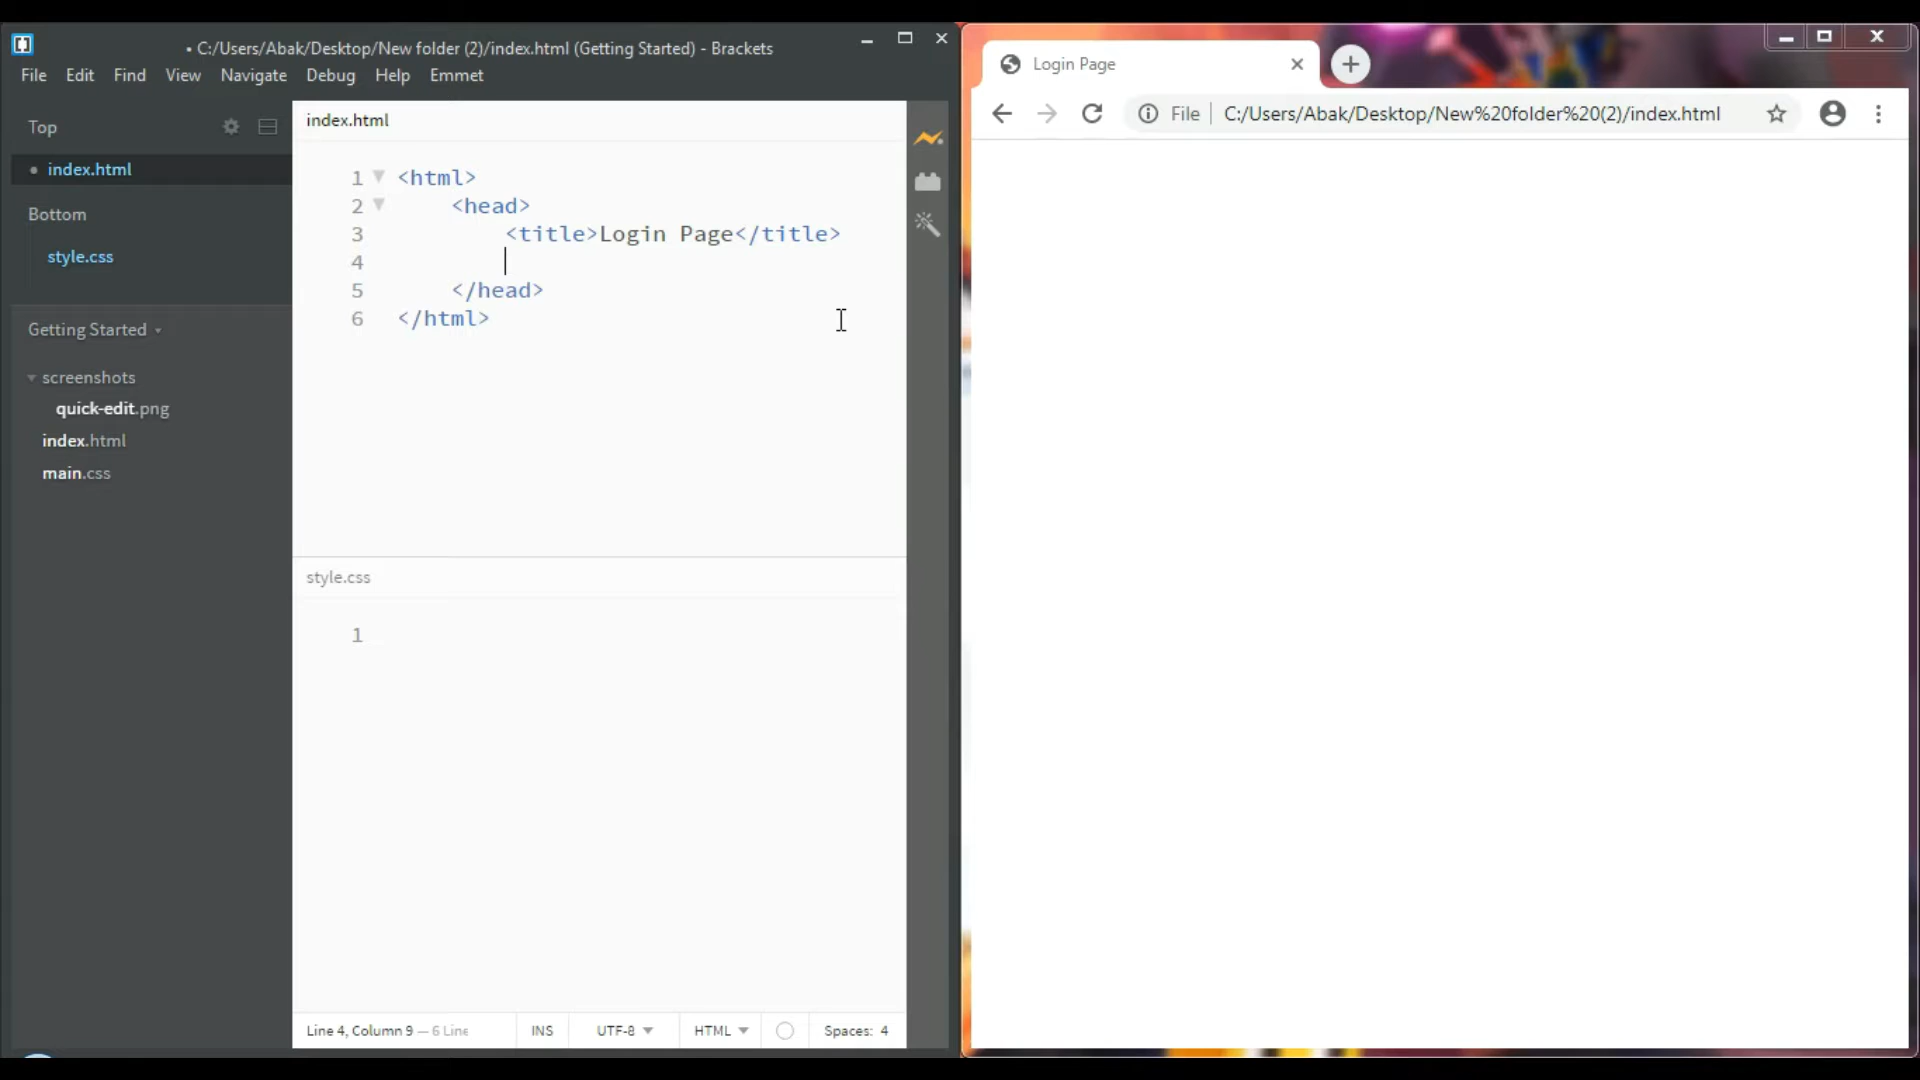 • C:/Users/Abak/Desktop/New folder (2)/index.html (Getting Started) - Brackets
File Edit Find View Navigate Debug Help Emmet
Top
index.html
Bottom
style.css
Getting Started
screenshots
quick-edit.png
index.html
main.css
index.html
1 <html>
2 <head>
3 <title>Login Page</title>
4
5 </head>
6 </html>
style.css
1
Line 4, Column 9 — 6 Line
INS UTF-8 HTML Spaces: 4
Login Page
File C:/Users/Abak/Desktop/New%20folder%20(2)/index.html